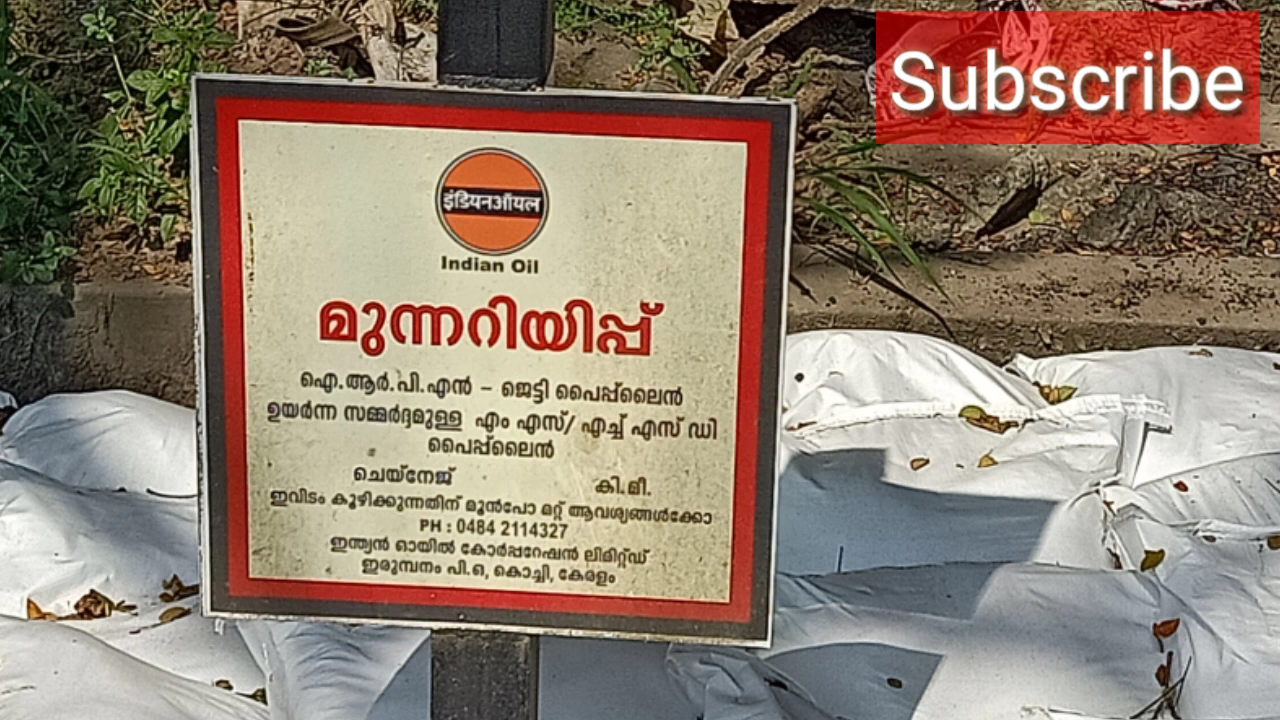 Subscribe
इंडियनऑयल
Indian Oil
മുന്നറിയിപ്പ്
ഐ.ആർ.പി.എൻ - ജെട്ടി പൈപ്പ്ലൈൻ
ഉയർന്ന സമ്മർദ്ദമുള്ള എം എസ്/ എച്ച് എസ് ഡി
പൈപ്പ്ലൈൻ
ചെയ്നേജ് കി.മീ.
ഇവിടം കുഴിക്കുന്നതിന് മുൻപോ മറ്റ് ആവശ്യങ്ങൾക്കോ
PH : 0484 2114327
ഇന്ത്യൻ ഓയിൽ കോർപ്പറേഷൻ ലിമിറ്റ്ഡ്
ഇരുമ്പനം പി.ഒ, കൊച്ചി, കേരളം